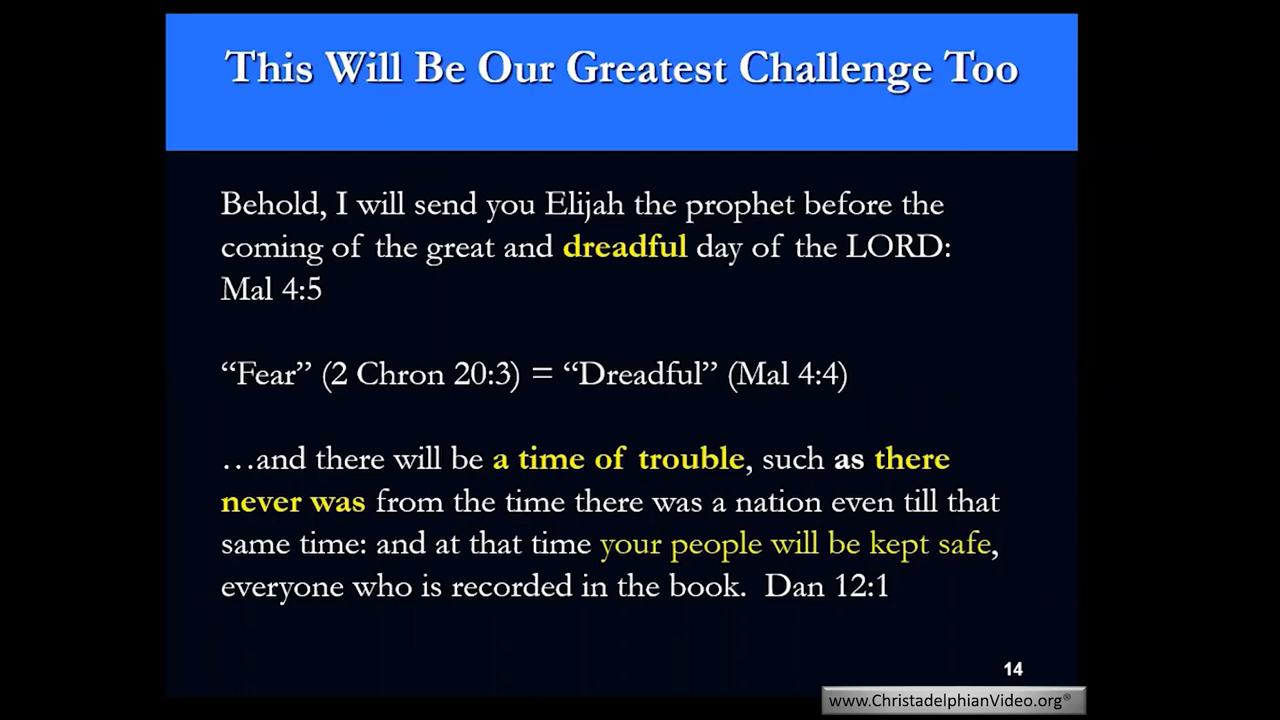 This Will Be Our Greatest Challenge Too
Behold, I will send you Elijah the prophet before the
coming of the great and dreadful day of the LORD:
Mal 4:5
“Fear” (2 Chron 20:3) = “Dreadful” (Mal 4:4)
…and there will be a time of trouble, such as there
never was from the time there was a nation even till that
same time: and at that time your people will be kept safe,
everyone who is recorded in the book.  Dan 12:1
14
www.ChristadelphianVideo.org®